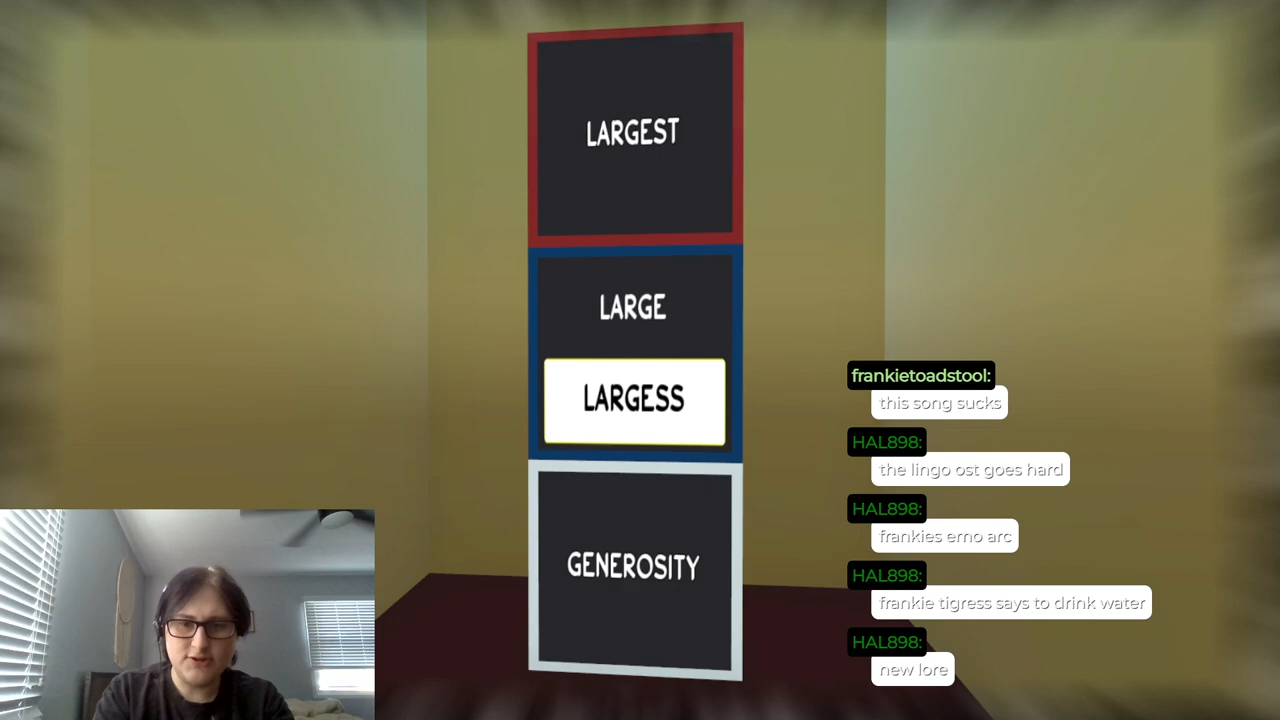 LARGEST
LARGE
LARGESS
GENEROSITY
frankietoadstool:
this song sucks
HAL898:
the lingo ost goes hard
HAL898:
frankies emo arc
HAL898:
frankie tigress says to drink water
HAL898:
new lore